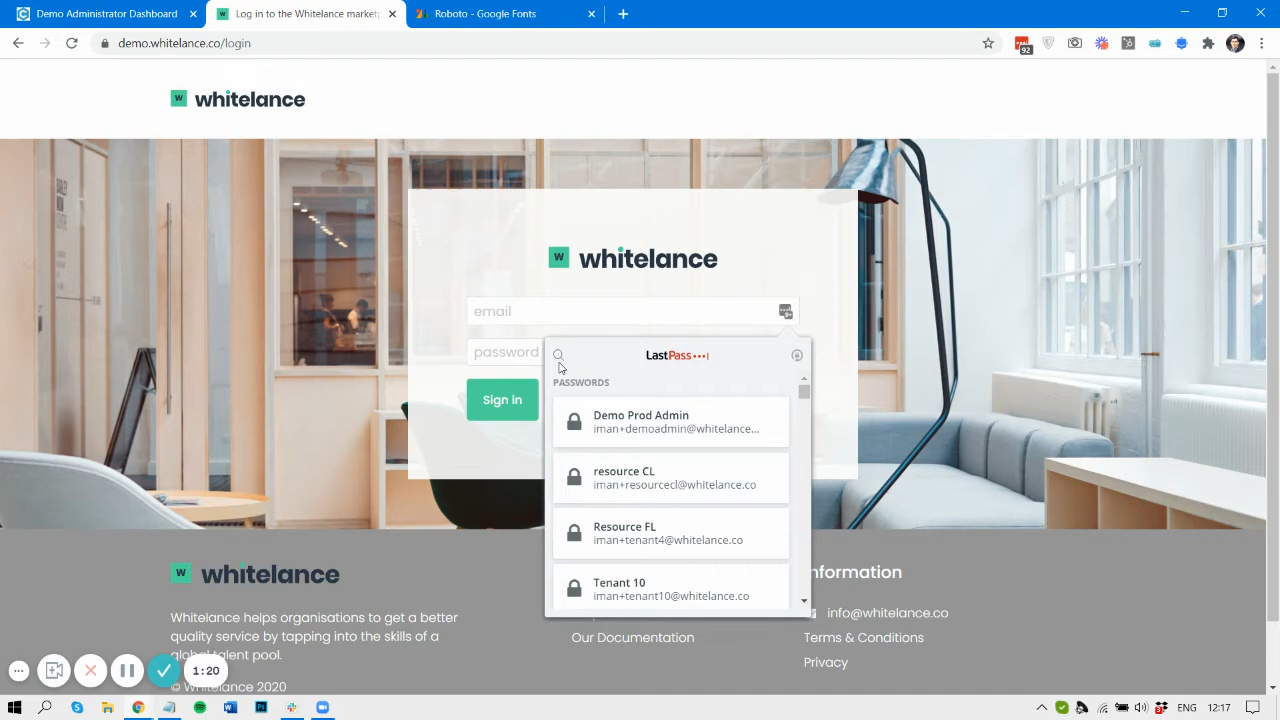 Demo Administrator Dashboard
Log in to the Whitelance market
Roboto - Google Fonts
demo.whitelance.co/login
92
w whitelance
w whitelance
email
9+
password
LastPass
PASSWORDS
Sign in
Demo Prod Admin
iman+demoadmin@whitelance...
resource CL
iman+resourcecl@whitelance.co
Resource FL
iman+tenant4@whitelance.co
Tenant 10
iman+tenant10@whitelance.co
w whitelance
nformation
Whitelance helps organisations to get a better
quality service by tapping into the skills of a
global talent pool.
info@whitelance.co
Our Documentation
Terms & Conditions
Privacy
1:20
© Whitelance 2020
ENG
12:17